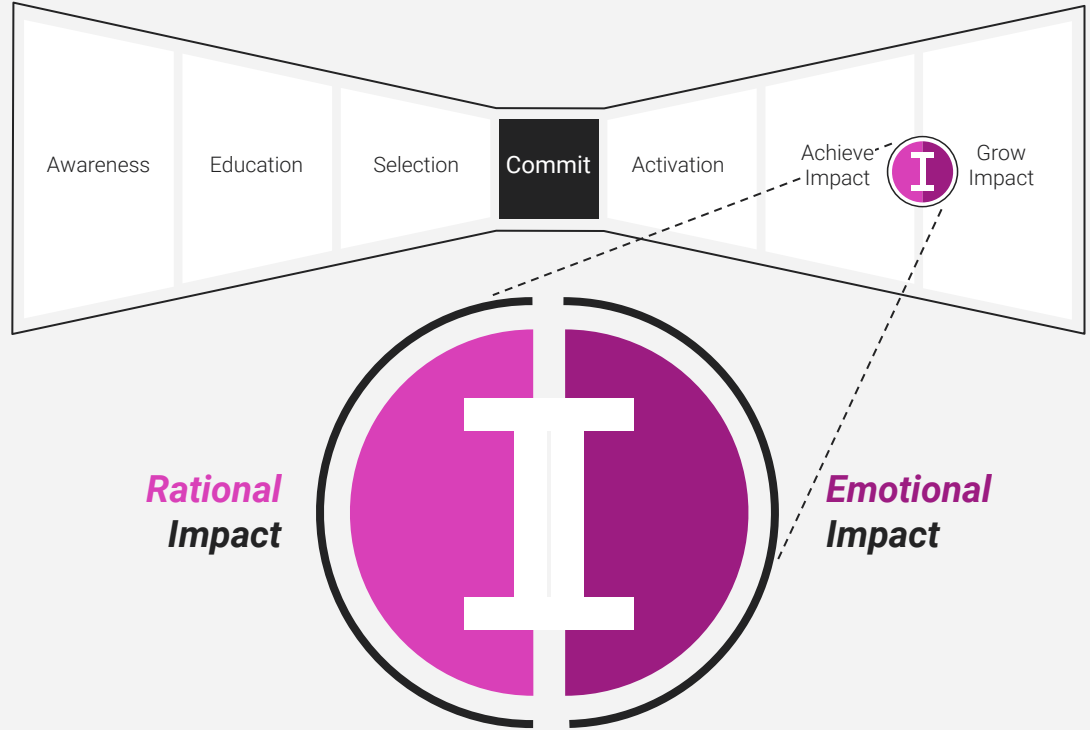 Awareness
Education
Selection
Commit
Activation
Achieve
Impact
I
Grow
Impact
Rational
Impact
I
Emotional
Impact